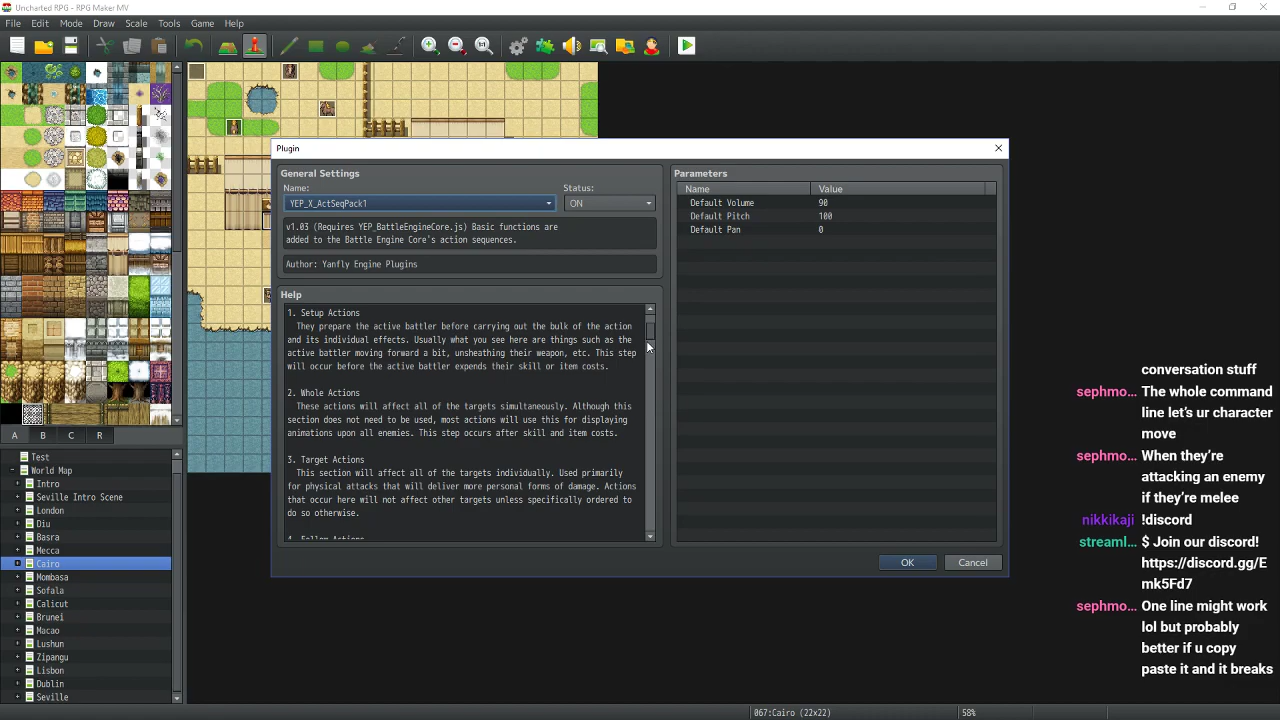 Uncharted RPG - RPG Maker MV
File Edit Mode Draw Scale Tools Game Help
Plugin
General Settings
Name:
Status:
YEP_X_ActSeqPack1
ON
v1.03 (Requires YEP_BattleEngineCore.js) Basic functions are
added to the Battle Engine Core's action sequences.
Author: Yanfly Engine Plugins
Help
1. Setup Actions
They prepare the active battler before carrying out the bulk of the action
and its individual effects. Usually what you see here are things such as the
active battler moving forward a bit, unsheathing their weapon, etc. This step
will occur before the active battler expends their skill or item costs.
2. Whole Actions
These actions will affect all of the targets simultaneously. Although this
section does not need to be used, most actions will use this for displaying
animations upon all enemies. This step occurs after skill and item costs.
3. Target Actions
This section will affect all of the targets individually. Used primarily
for physical attacks that will deliver more personal forms of damage. Actions
that occur here will not affect other targets unless specifically ordered to
do so otherwise.
4. Follow Actions
Parameters
Name Value
Default Volume 90
Default Pitch 100
Default Pan 0
OK
Cancel
A B C R
Test
World Map
Intro
Seville Intro Scene
London
Diu
Basra
Mecca
Cairo
Mombasa
Sofala
Calicut
Brunei
Macao
Lushun
Zipangu
Lisbon
Dublin
Seville
conversation stuff
sephmo... The whole command
line let's ur character
move
sephmo... When they're
attacking an enemy
if they're melee
nikkikaji !discord
streaml... $ Join our discord!
https://discord.gg/E
mk5Fd7
sephmo... One line might work
lol but probably
better if u copy
paste it and it breaks
067:Cairo (22x22)
58%